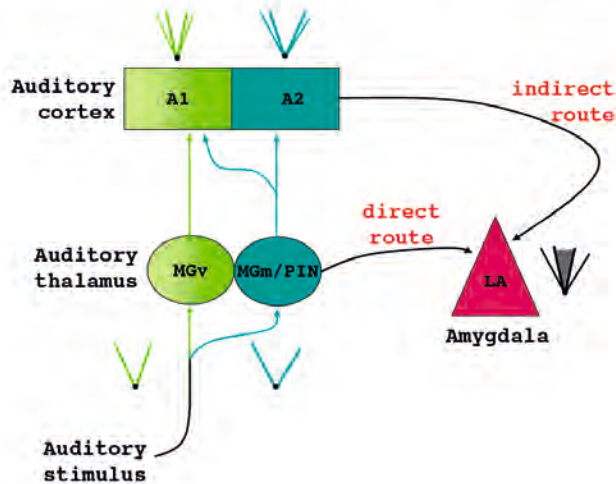 Auditory
cortex
A1
A2
indirect
route
direct
route
Auditory
thalamus
MGv
MGm/PIN
LA
Amygdala
Auditory
stimulus